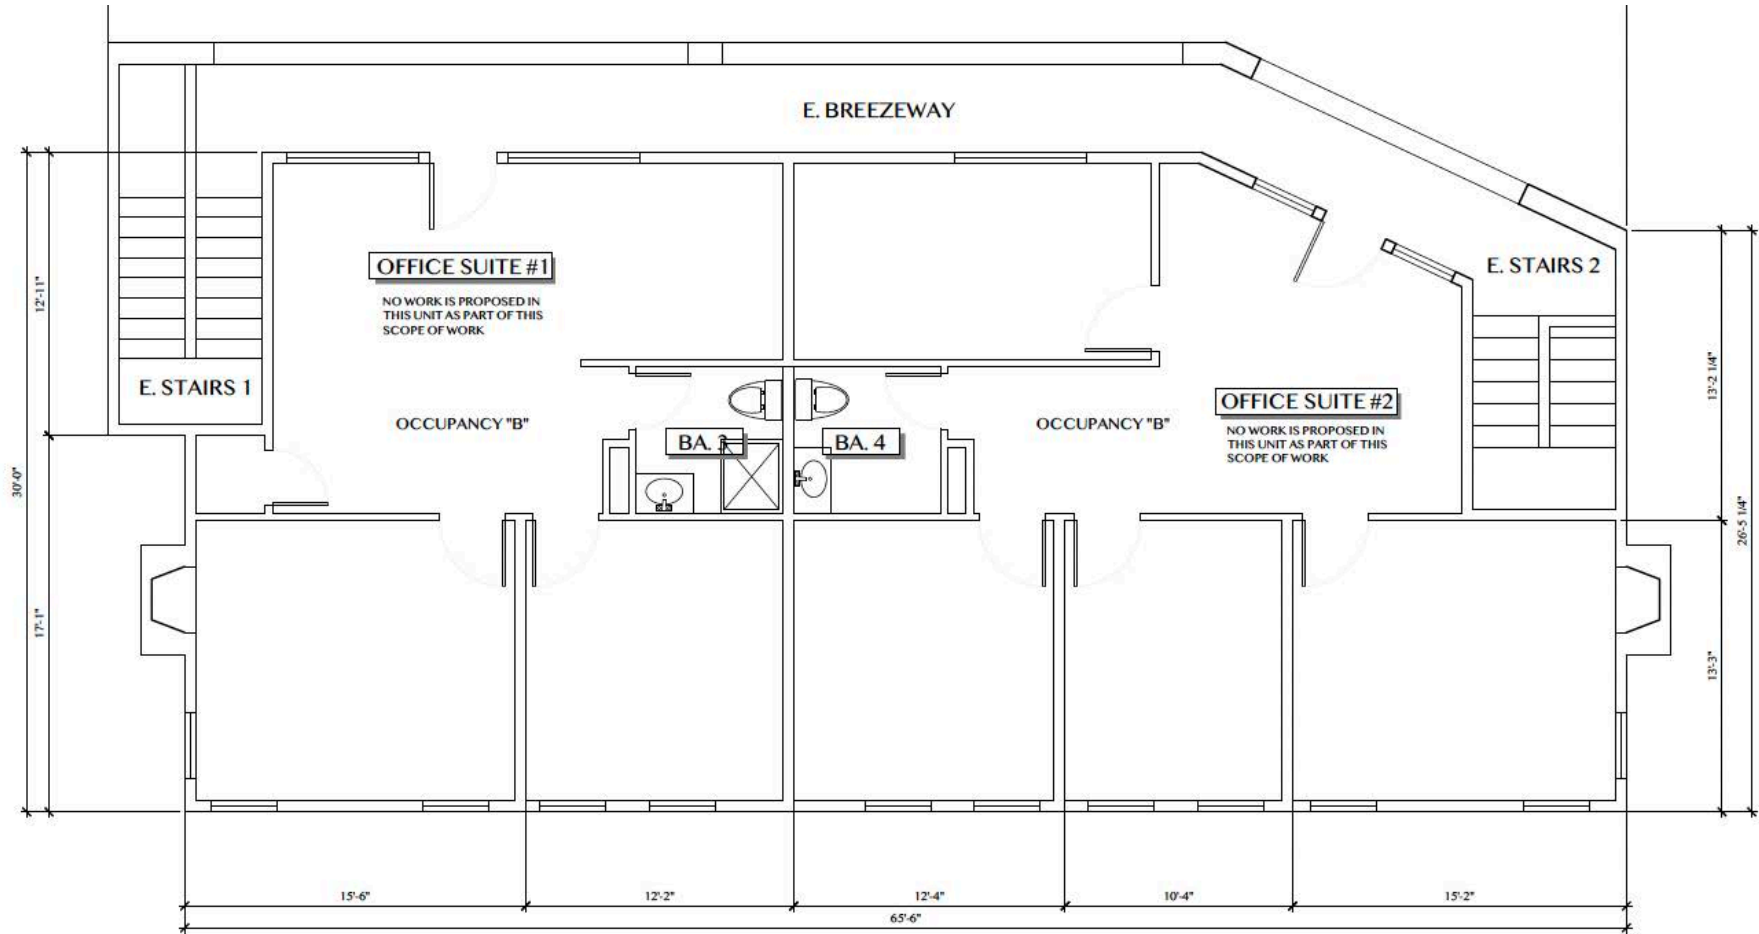 E. BREEZEWAY
OFFICE SUITE #1
NO WORK IS PROPOSED IN
THIS UNIT AS PART OF THIS
SCOPE OF WORK
E. STAIRS 2
12'-11"
E. STAIRS 1
OCCUPANCY "B"
BA. 3
BA. 4
OCCUPANCY "B"
OFFICE SUITE #2
NO WORK IS PROPOSED IN
THIS UNIT AS PART OF THIS
SCOPE OF WORK
13'-2 1/4"
30'-0"
26'-5 1/4"
17'-1"
13'-3"
15'-6"
12'-2"
12'-4"
10'-4"
15'-2"
65'-6"